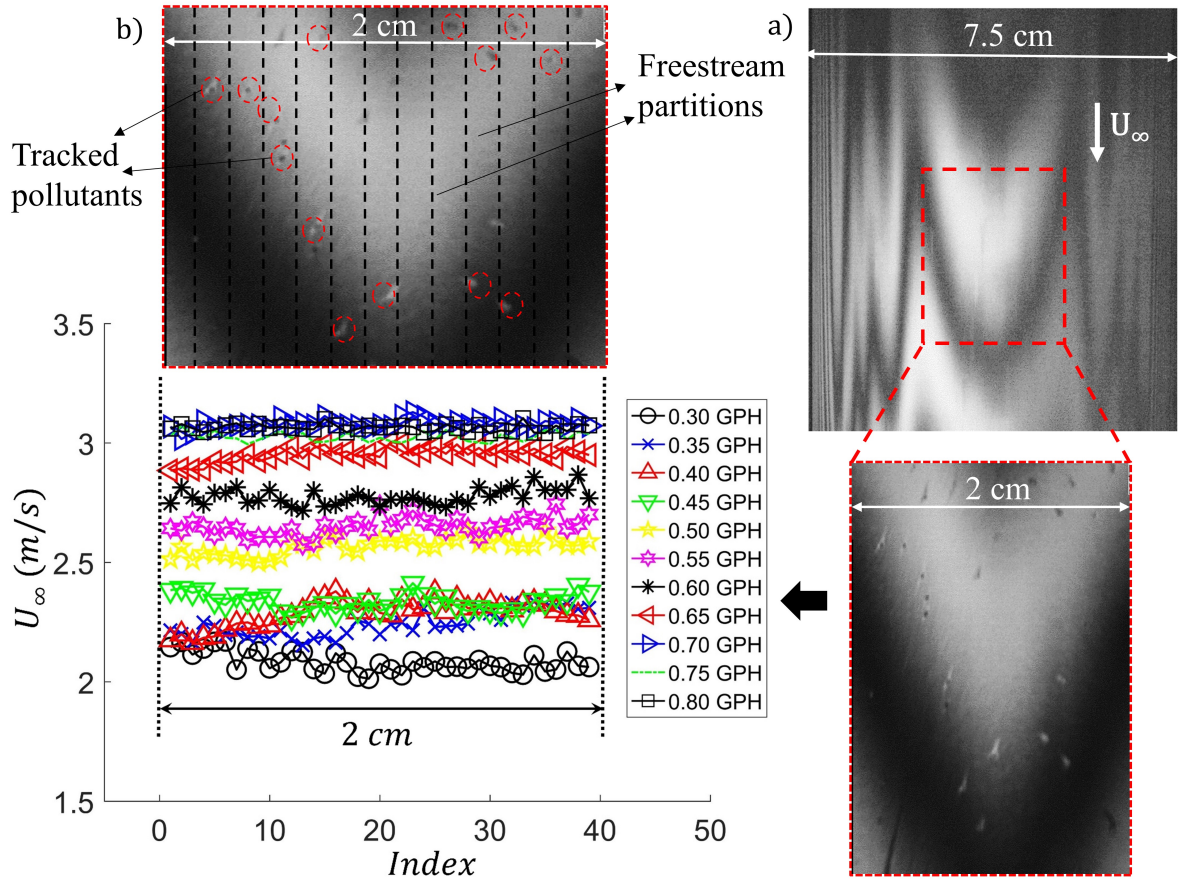 b)
2 cm
Freestream
partitions
Tracked
pollutants
a)
7.5 cm
U∞
2 cm
3.5
3
2.5
2
1.5
U∞ (m/s)
0.30 GPH
0.35 GPH
0.40 GPH
0.45 GPH
0.50 GPH
0.55 GPH
0.60 GPH
0.65 GPH
0.70 GPH
0.75 GPH
0.80 GPH
2 cm
0 10 20 30 40 50
Index